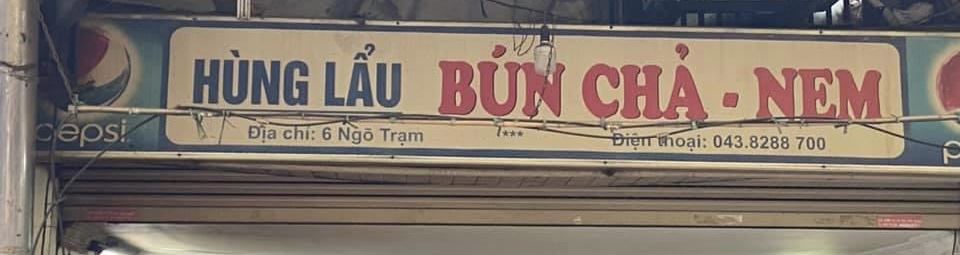 HÙNG LẨU BÚN CHẢ - NEM
Địa chỉ: 6 Ngõ Trạm *** Điện thoại: 043.8288 700
pepsi